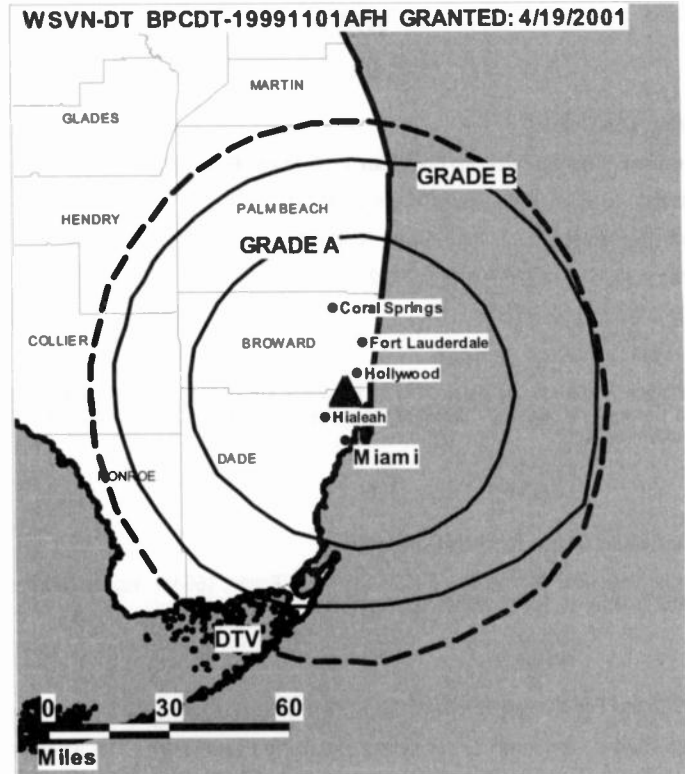 WSVN-DT BPCDT-19991101AFH GRANTED: 4/19/2001
MARTIN
GLADES
GRADE B
HENDRY
PALM BEACH
GRADE A
Coral Springs
COLLIER
BROWARD
Fort Lauderdale
Hollywood
Hialeah
Miami
DADE
MONROE
DTV
0 30 60
Miles